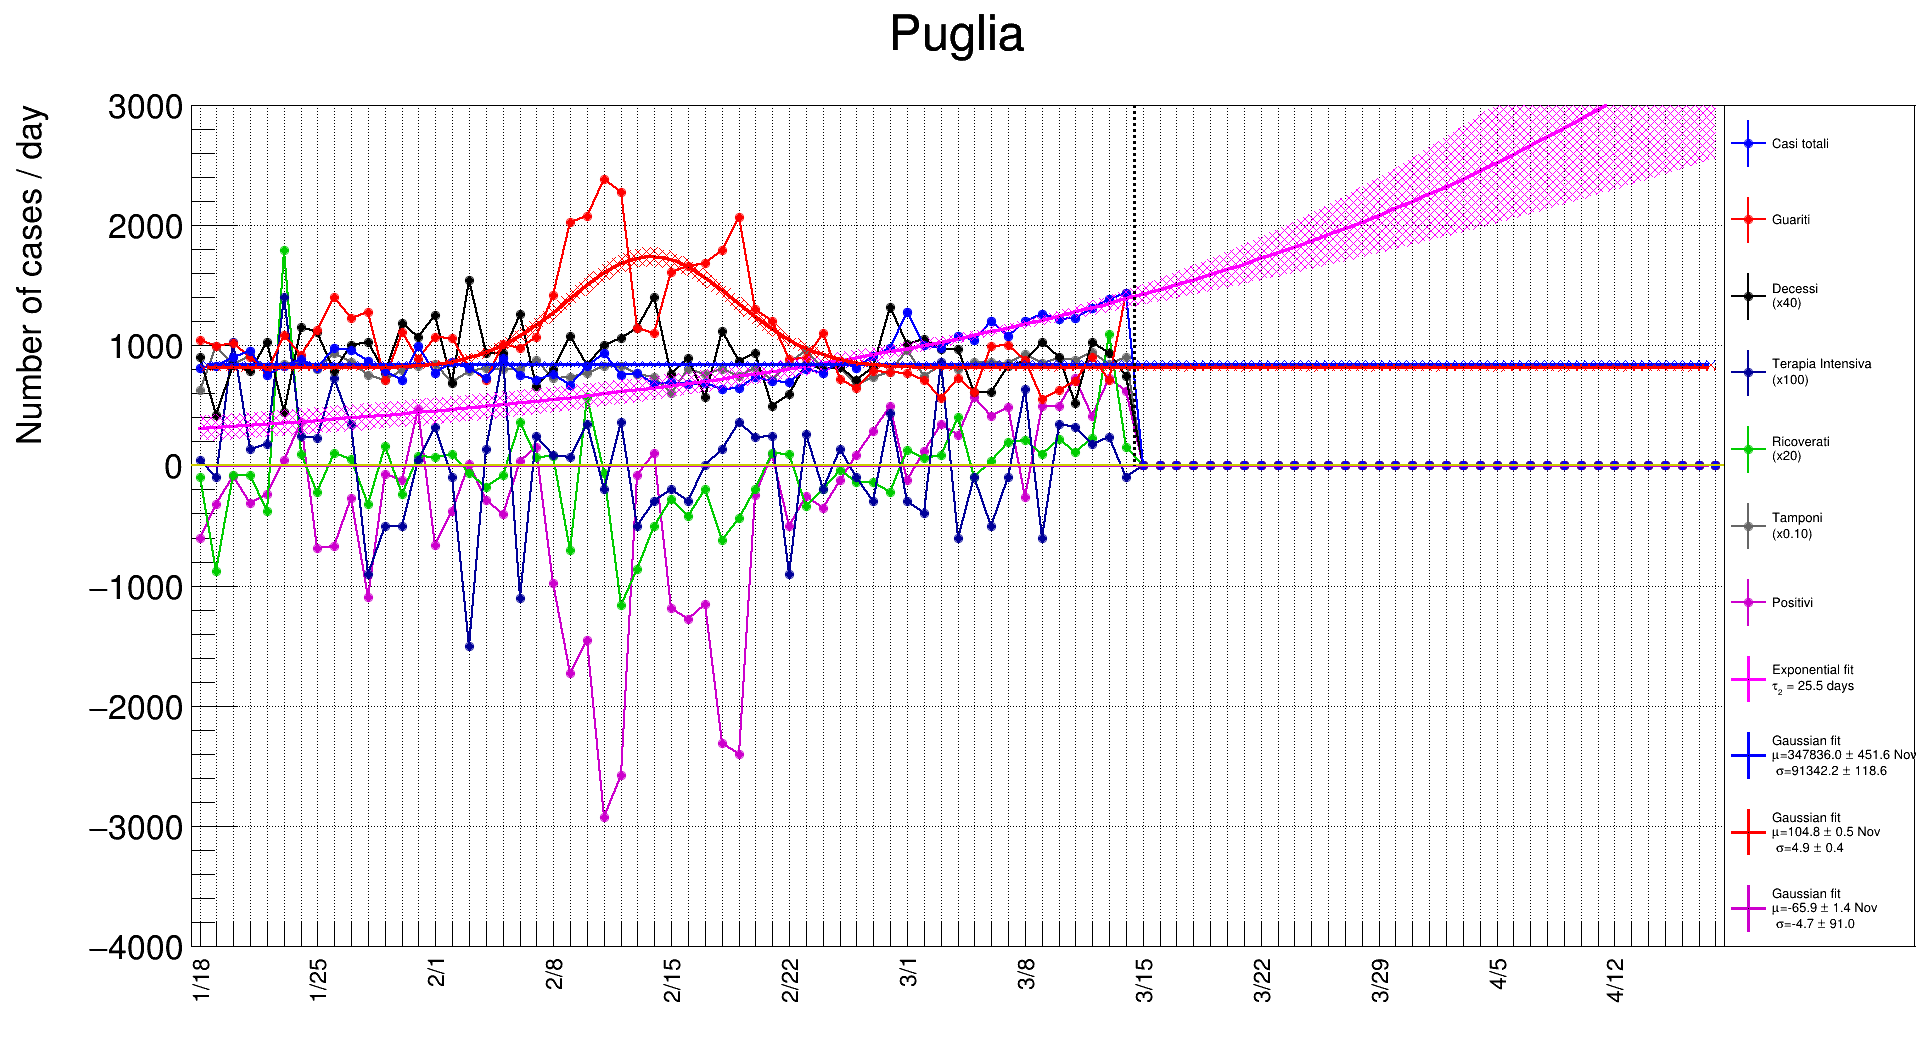 Puglia
Number of cases / day
3000
2000
1000
0
−1000
−2000
−3000
−4000
1/18
1/25
2/1
2/8
2/15
2/22
3/1
3/8
3/15
3/22
3/29
4/5
4/12
Casi totali
Guariti
Decessi
(x40)
Terapia Intensiva
(x100)
Ricoverati
(x20)
Tamponi
(x0.10)
Positivi
Exponential fit
τ2 = 25.5 days
Gaussian fit
μ=347836.0 ± 451.6 Nov
σ=91342.2 ± 118.6
Gaussian fit
μ=104.8 ± 0.5 Nov
σ=4.9 ± 0.4
Gaussian fit
μ=-65.9 ± 1.4 Nov
σ=-4.7 ± 91.0